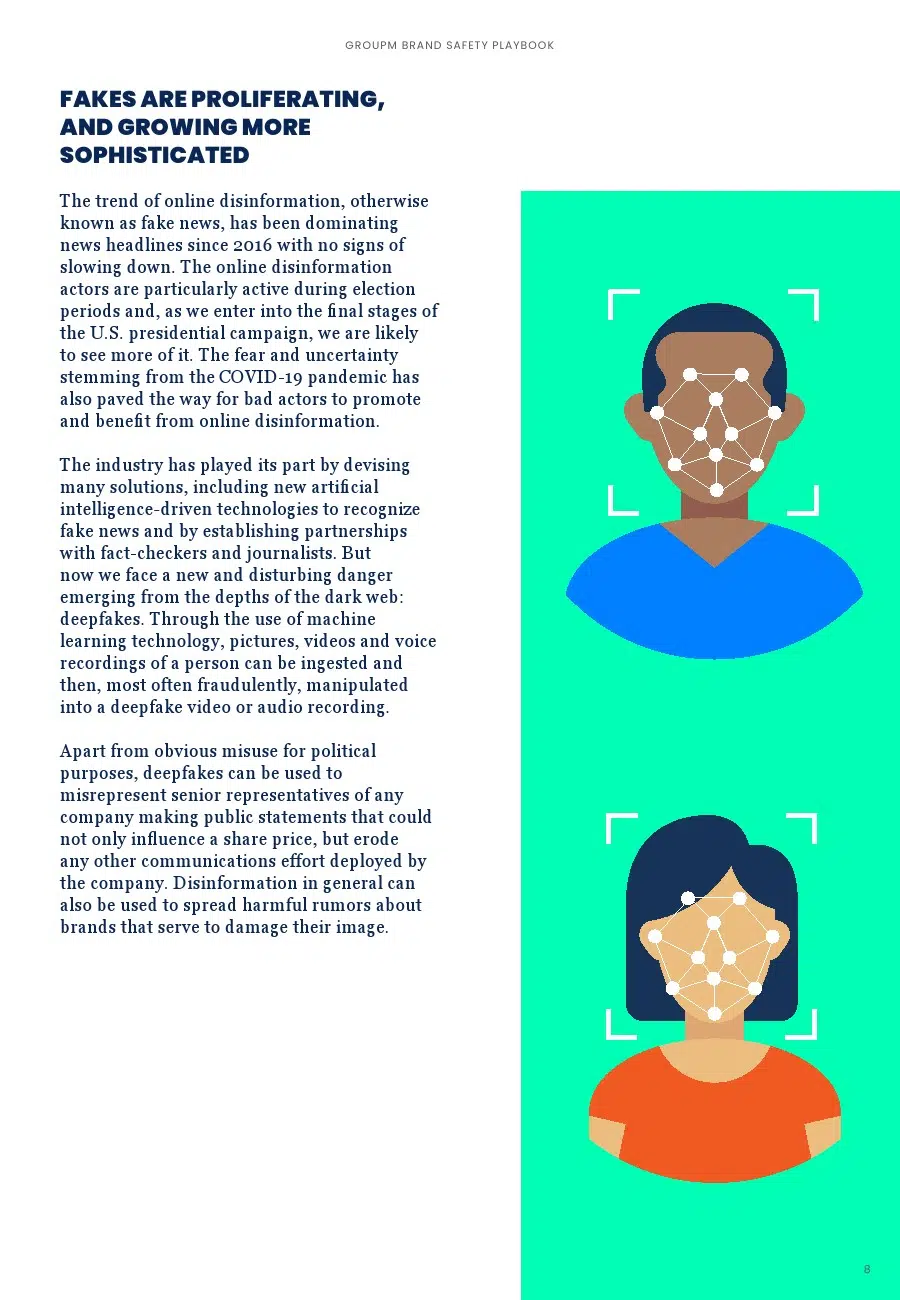 GROUPM BRAND SAFETY PLAYBOOK
FAKES ARE PROLIFERATING,
AND GROWING MORE
SOPHISTICATED
The trend of online disinformation, otherwise
known as fake news, has been dominating
news headlines since 2016 with no signs of
slowing down. The online disinformation
actors are particularly active during election
periods and, as we enter into the final stages of
the U.S. presidential campaign, we are likely
to see more of it. The fear and uncertainty
stemming from the COVID-19 pandemic has
also paved the way for bad actors to promote
and benefit from online disinformation.
The industry has played its part by devising
many solutions, including new artificial
intelligence-driven technologies to recognize
fake news and by establishing partnerships
with fact-checkers and journalists. But
now we face a new and disturbing danger
emerging from the depths of the dark web:
deepfakes. Through the use of machine
learning technology, pictures, videos and voice
recordings of a person can be ingested and
then, most often fraudulently, manipulated
into a deepfake video or audio recording.
Apart from obvious misuse for political
purposes, deepfakes can be used to
misrepresent senior representatives of any
company making public statements that could
not only influence a share price, but erode
any other communications effort deployed by
the company. Disinformation in general can
also be used to spread harmful rumors about
brands that serve to damage their image.
8